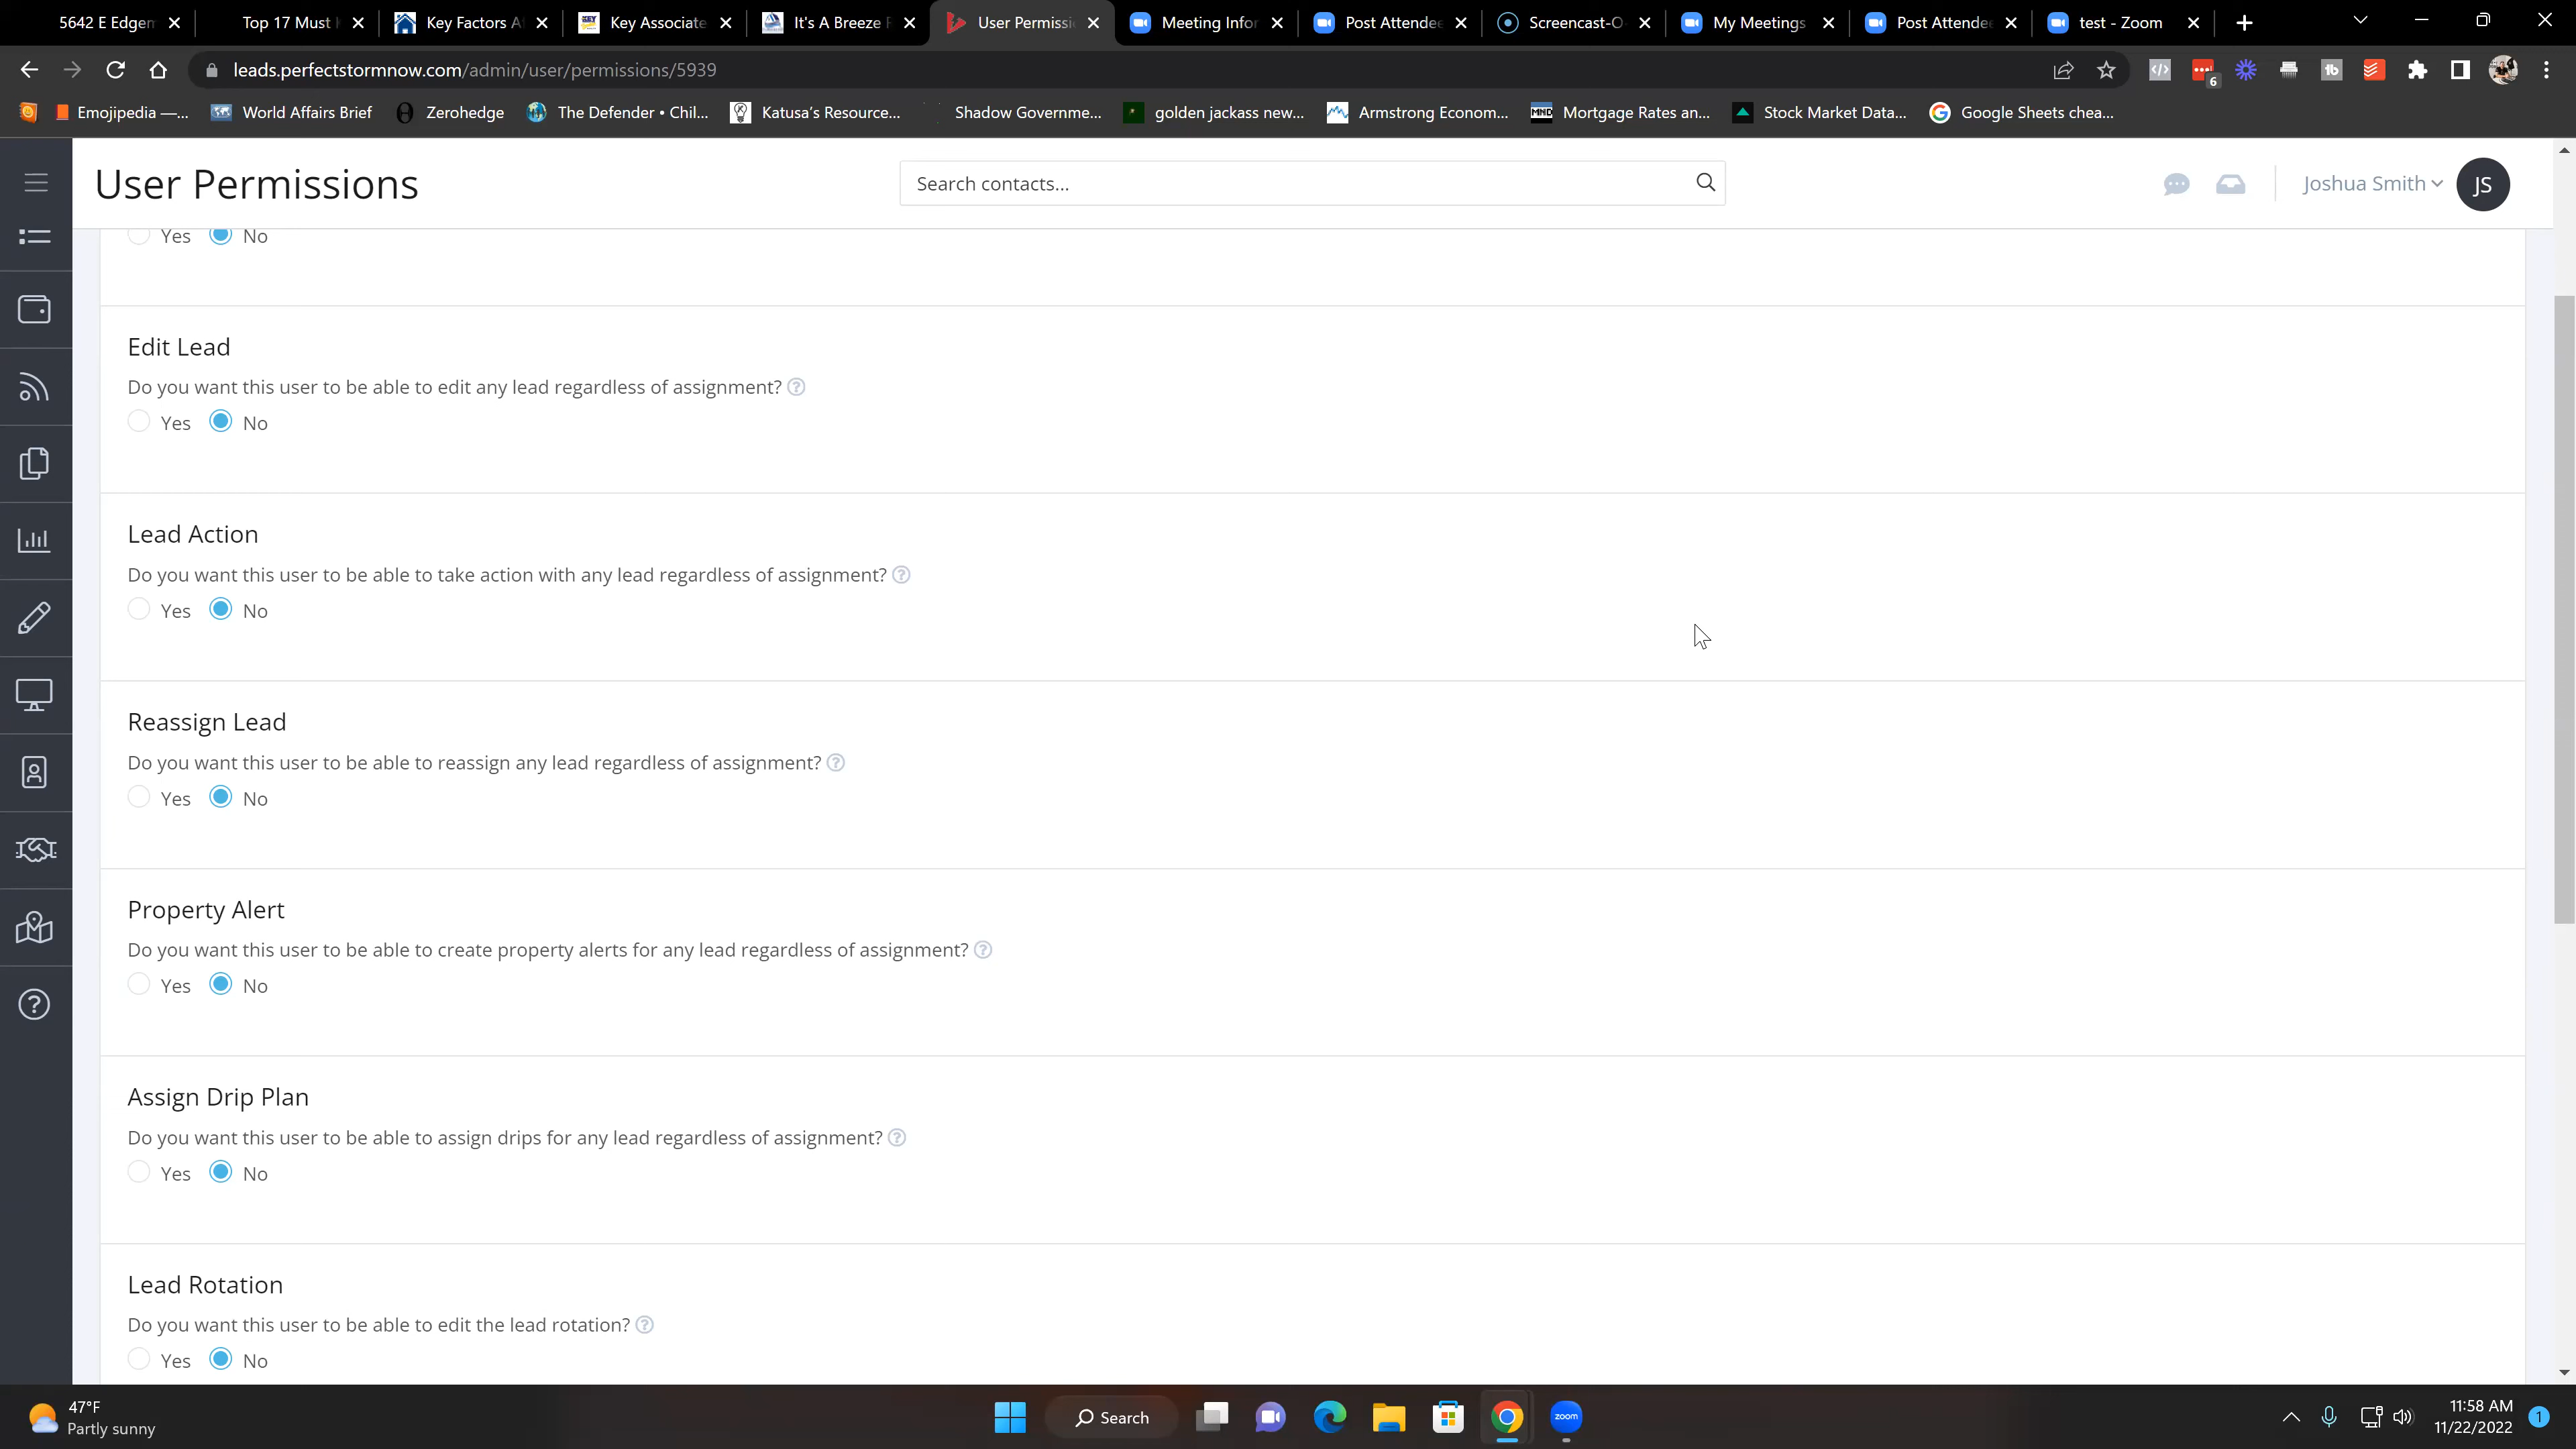 5642 E Edgem
Top 17 Must
Key Factors A
Key Associate
It's A Breeze
User Permissi
Meeting Infor
Post Attendee
Screencast-O
My Meetings
Post Attendee
test - Zoom
leads.perfectstormnow.com/admin/user/permissions/5939
6
Emojipedia —...
World Affairs Brief
Zerohedge
The Defender • Chil...
Katusa's Resource...
Shadow Governme...
golden jackass new...
Armstrong Econom...
MND
Mortgage Rates an...
Stock Market Data...
Google Sheets chea...
User Permissions
Search contacts...
Joshua Smith
JS
Yes No
Edit Lead
Do you want this user to be able to edit any lead regardless of assignment?
Yes No
Lead Action
Do you want this user to be able to take action with any lead regardless of assignment?
Yes No
Reassign Lead
Do you want this user to be able to reassign any lead regardless of assignment?
Yes No
Property Alert
Do you want this user to be able to create property alerts for any lead regardless of assignment?
Yes No
Assign Drip Plan
Do you want this user to be able to assign drips for any lead regardless of assignment?
Yes No
Lead Rotation
Do you want this user to be able to edit the lead rotation?
Yes No
47°F
Partly sunny
Search
zoom
11:58 AM
11/22/2022
1